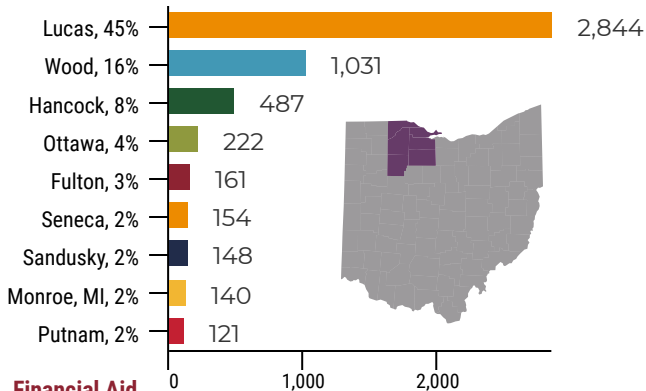 Lucas, 45% 2,844
Wood, 16% 1,031
Hancock, 8% 487
Ottawa, 4% 222
Fulton, 3% 161
Seneca, 2% 154
Sandusky, 2% 148
Monroe, MI, 2% 140
Putnam, 2% 121
0 1,000 2,000
Financial Aid